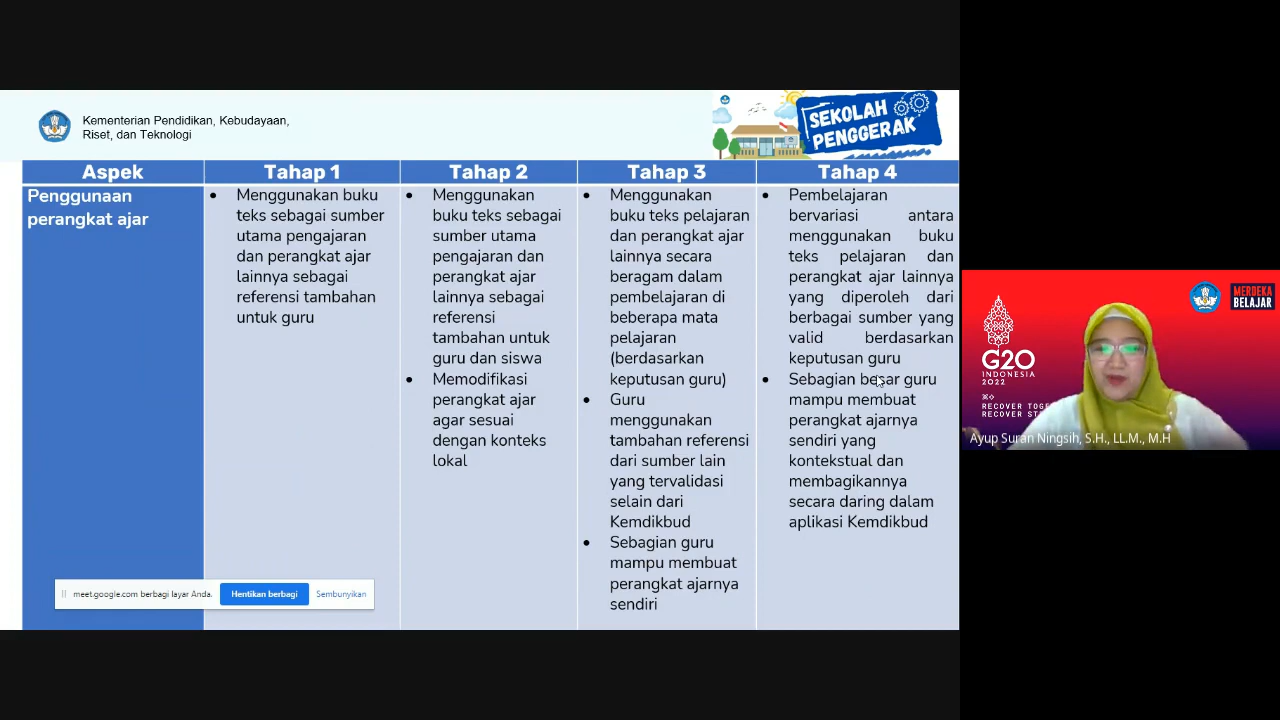 Kementerian Pendidikan, Kebudayaan,
Riset, dan Teknologi
SEKOLAH
PENGGERAK
Aspek
Tahap 1
Tahap 2
Tahap 3
Tahap 4
Penggunaan
perangkat ajar
• Menggunakan buku
teks sebagai sumber
utama pengajaran
dan perangkat ajar
lainnya sebagai
referensi tambahan
untuk guru
• Menggunakan
buku teks sebagai
sumber utama
pengajaran dan
perangkat ajar
lainnya sebagai
referensi
tambahan untuk
guru dan siswa
• Memodifikasi
perangkat ajar
agar sesuai
dengan konteks
lokal
• Menggunakan
buku teks pelajaran
dan perangkat ajar
lainnya secara
beragam dalam
pembelajaran di
beberapa mata
pelajaran
(berdasarkan
keputusan guru)
• Guru
menggunakan
tambahan referensi
dari sumber lain
yang tervalidasi
selain dari
Kemdikbud
• Sebagian guru
mampu membuat
perangkat ajarnya
sendiri
• Pembelajaran
bervariasi antara
menggunakan buku
teks pelajaran dan
perangkat ajar lainnya
yang diperoleh dari
berbagai sumber yang
valid berdasarkan
keputusan guru
• Sebagian besar guru
mampu membuat
perangkat ajarnya
sendiri yang
kontekstual dan
membagikannya
secara daring dalam
aplikasi Kemdikbud
meet.google.com berbagi layar Anda.
Hentikan berbagi
Sembunyikan
MERDEKA
BELAJAR
G20
INDONESIA
2022
RECOVER TOGE
RECOVER ST
Ayup Suran Ningsih, S.H., LL.M., M.H